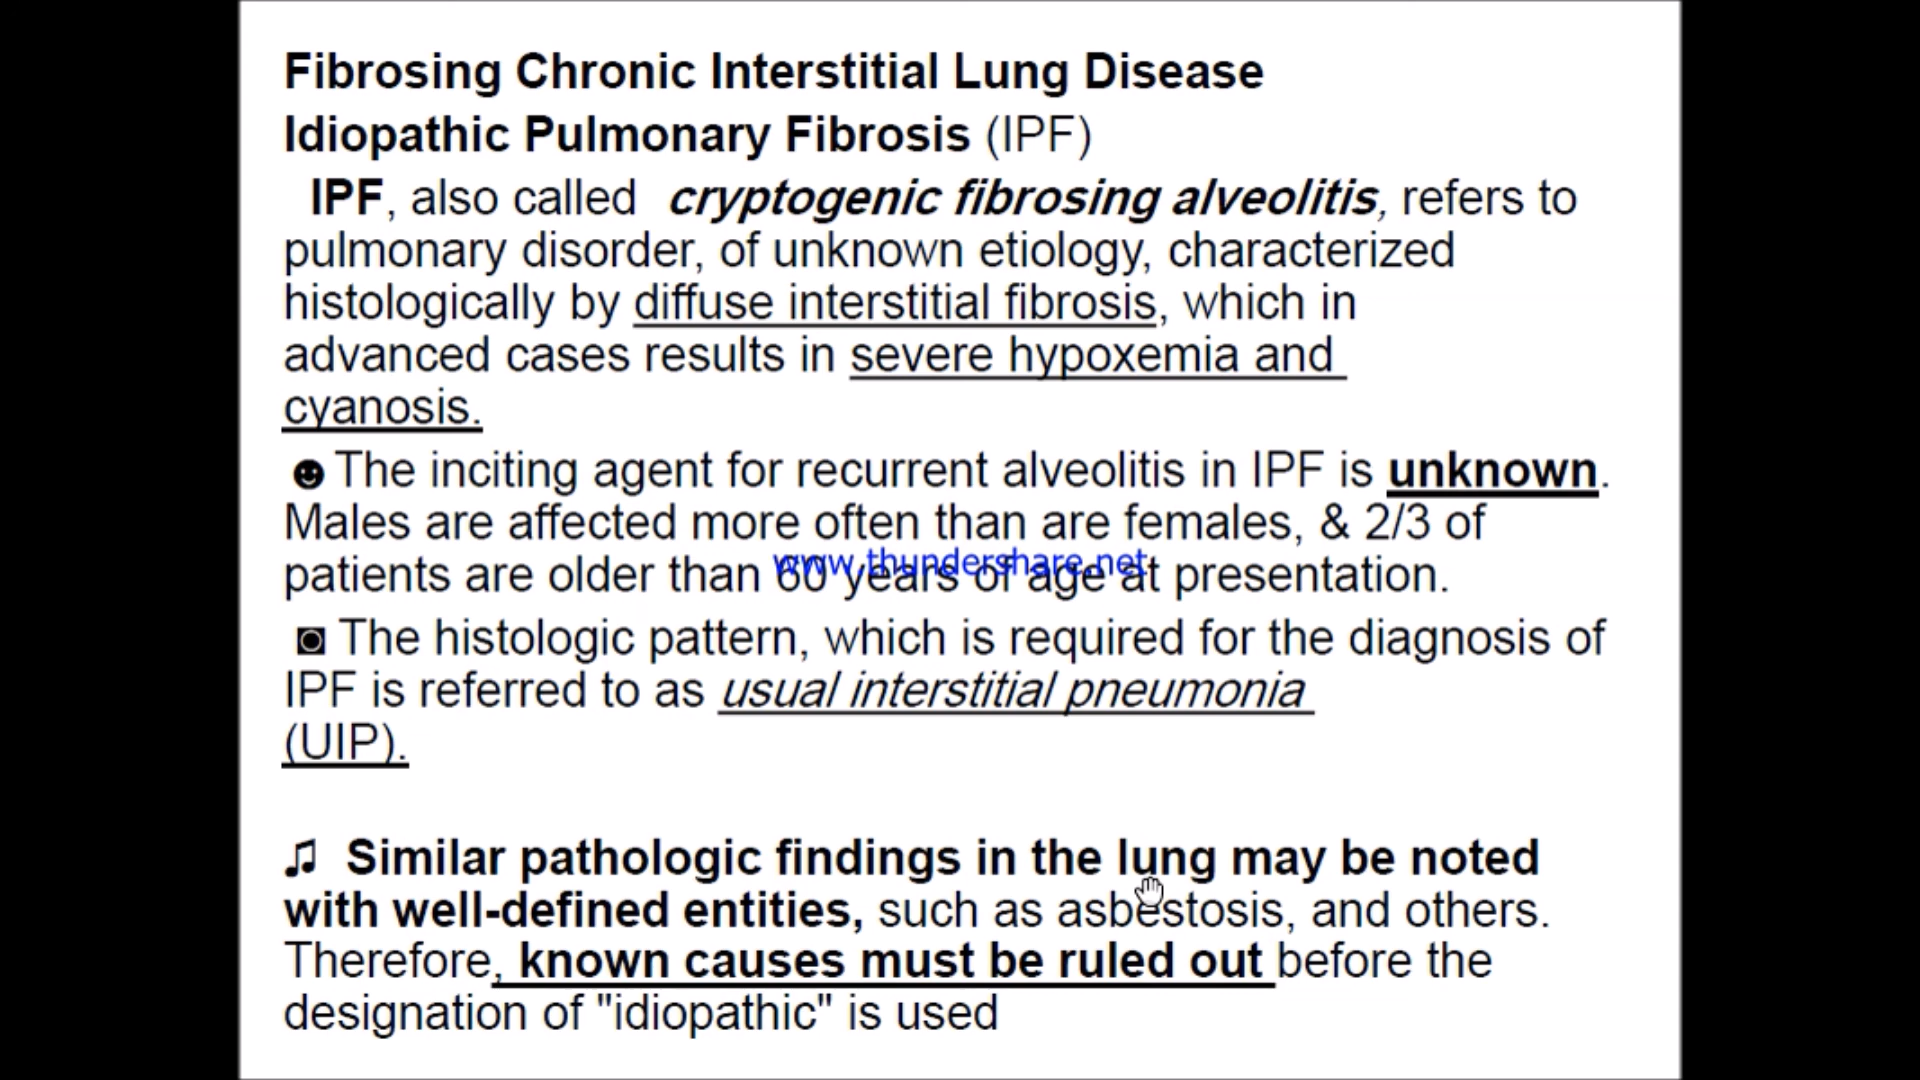 Fibrosing Chronic Interstitial Lung Disease
Idiopathic Pulmonary Fibrosis (IPF)
IPF, also called cryptogenic fibrosing alveolitis, refers to
pulmonary disorder, of unknown etiology, characterized
histologically by diffuse interstitial fibrosis, which in
advanced cases results in severe hypoxemia and
cyanosis.
☻The inciting agent for recurrent alveolitis in IPF is unknown.
Males are affected more often than are females, & 2/3 of
patients are older than 60 years of age at presentation.
www.thundershare.net
◙ The histologic pattern, which is required for the diagnosis of
IPF is referred to as usual interstitial pneumonia
(UIP).
♫ Similar pathologic findings in the lung may be noted
with well-defined entities, such as asbestosis, and others.
Therefore, known causes must be ruled out before the
designation of "idiopathic" is used